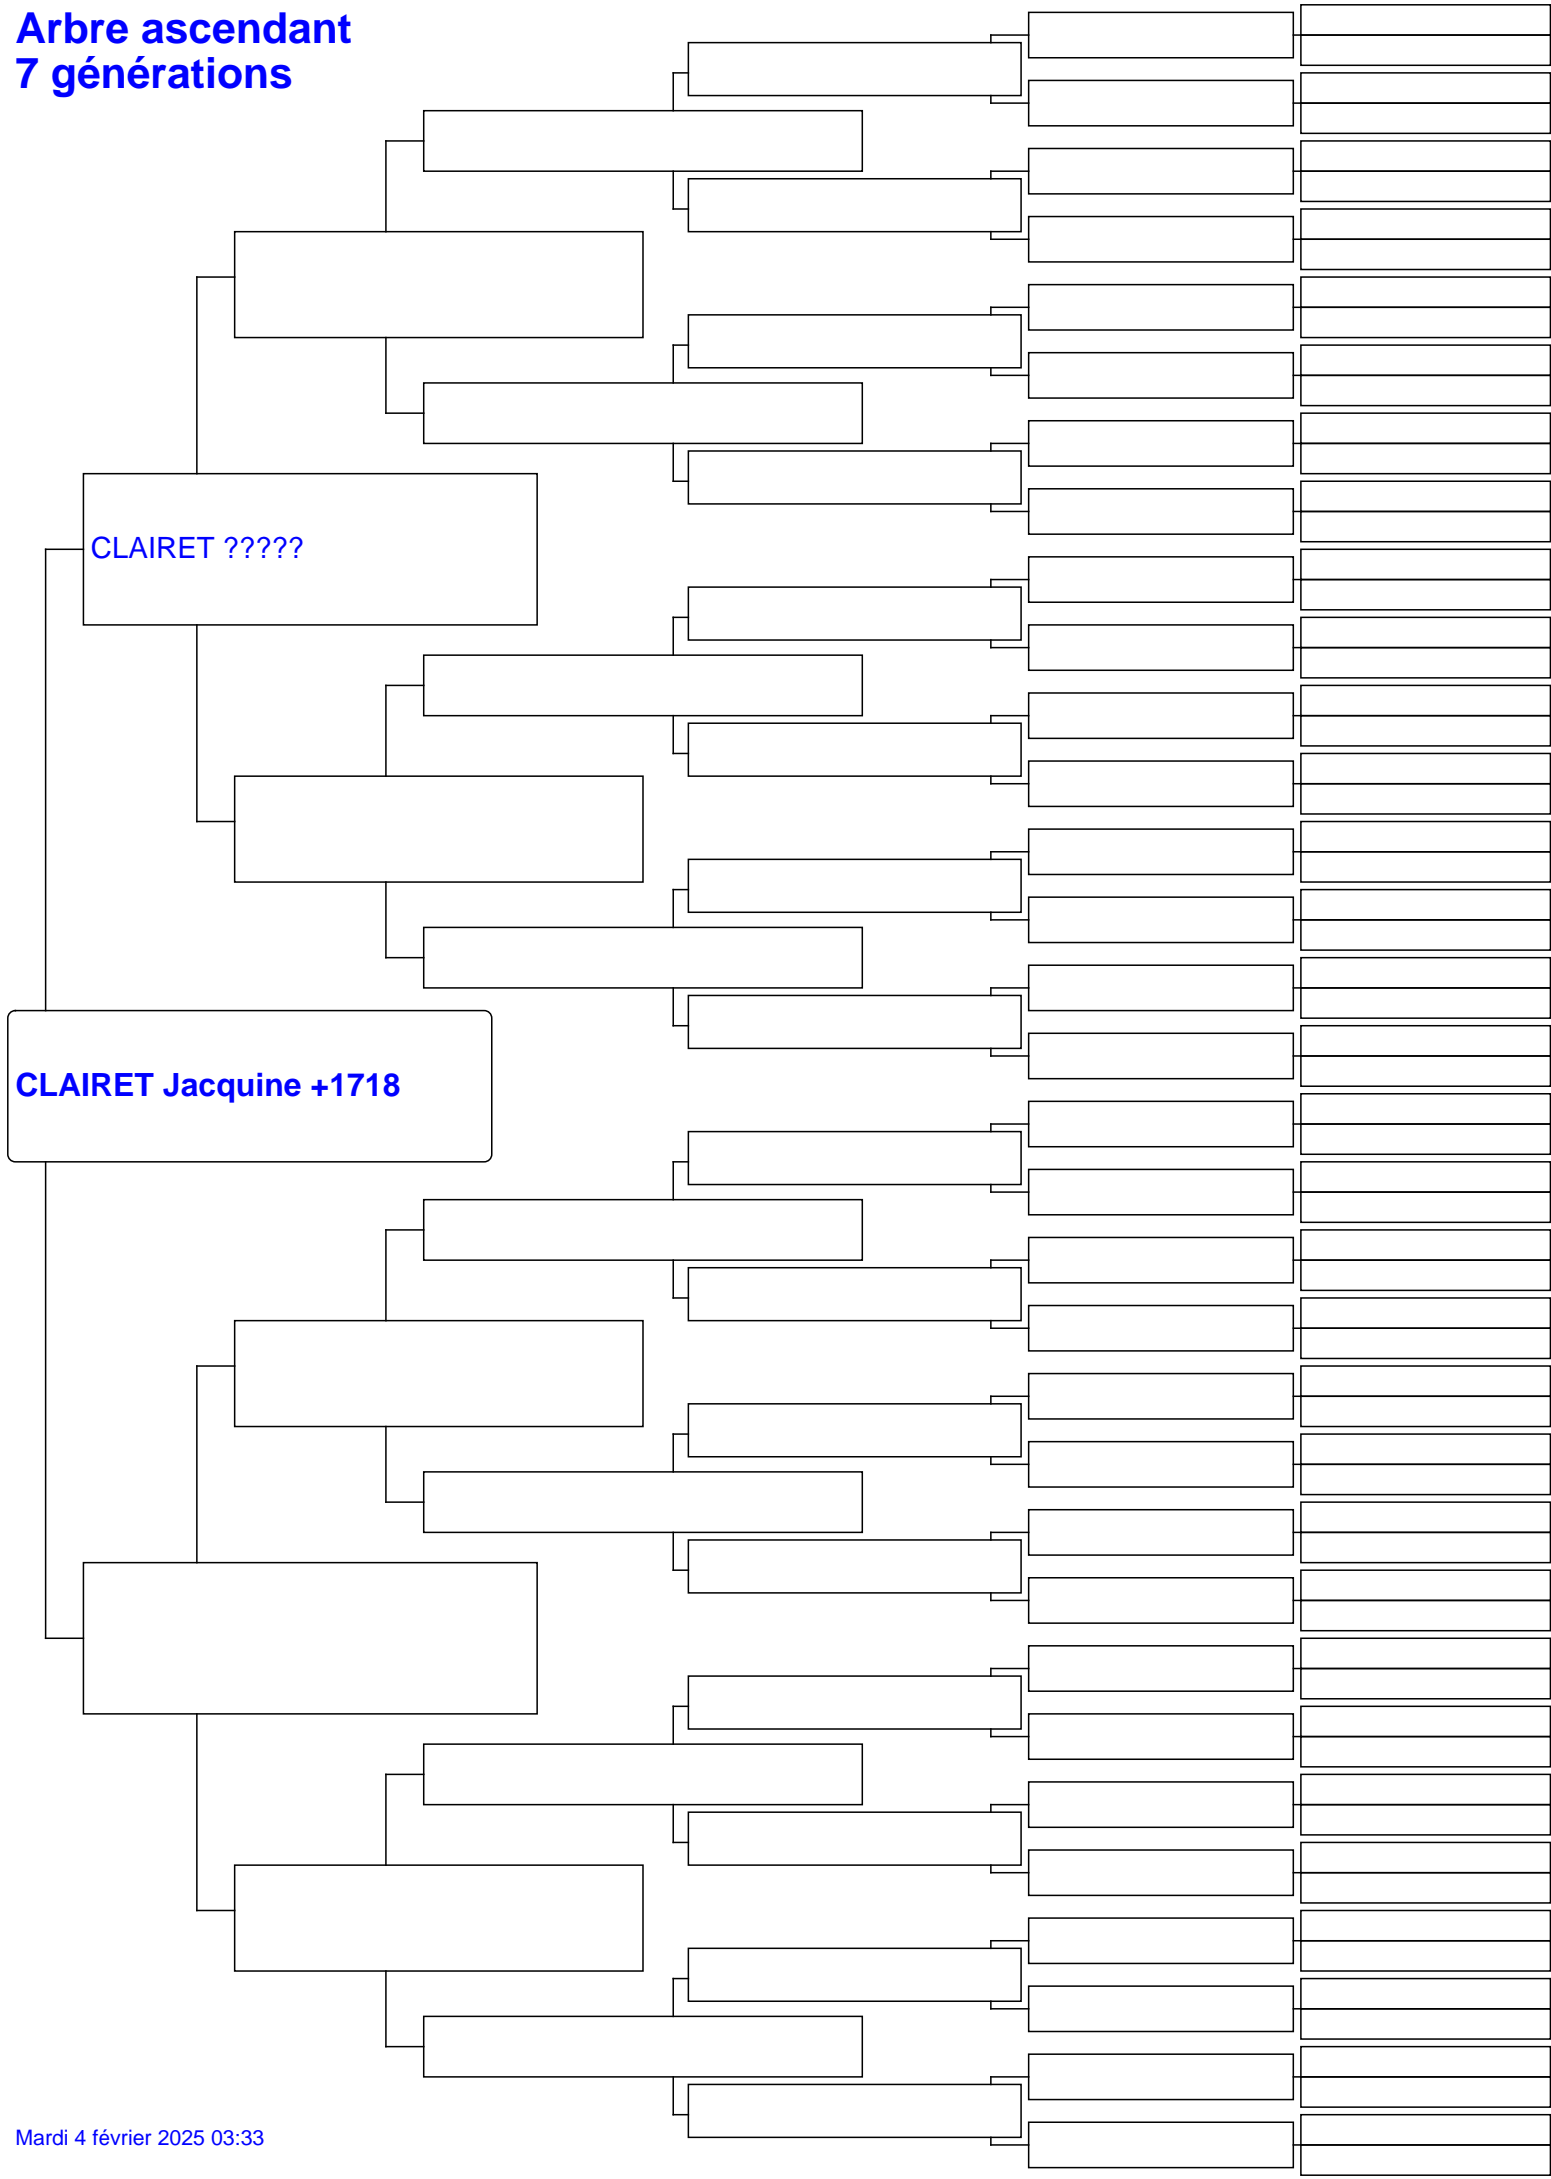 Arbre ascendant
7 générations
CLAIRET ?????
CLAIRET Jacquine +1718
Mardi 4 février 2025 03:33